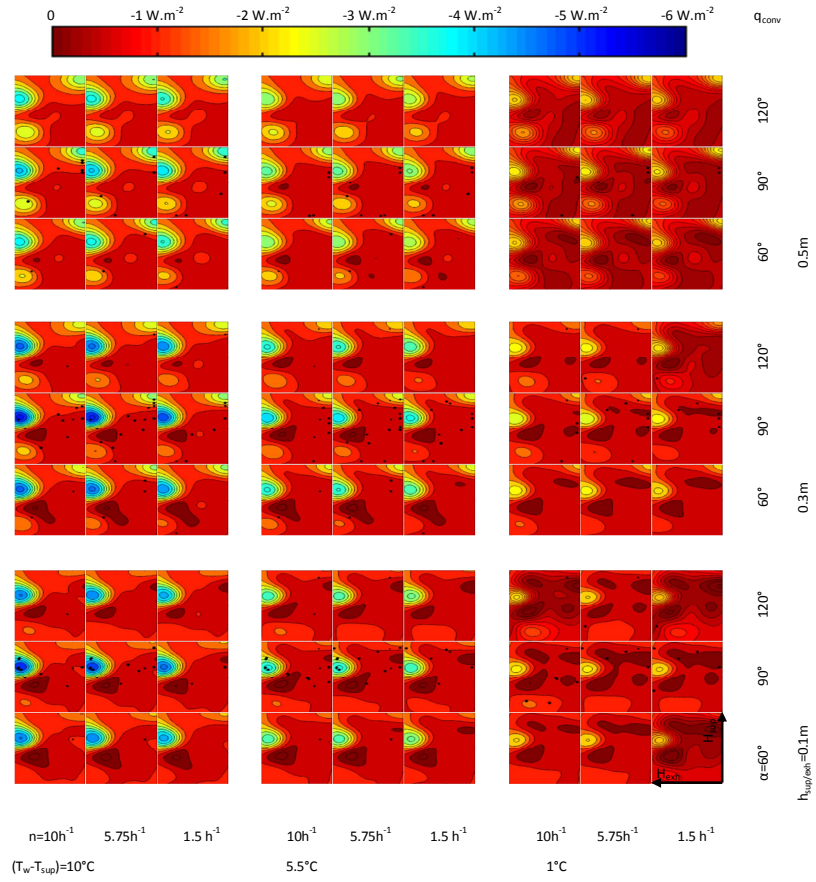 0 -1 W.m⁻² -2 W.m⁻² -3 W.m⁻² -4 W.m⁻² -5 W.m⁻² -6 W.m⁻² q_conv
120°
90°
60°
0.5m
120°
90°
60°
0.3m
120°
90°
α=60°
h_sup/exh=0.1m
n=10h⁻¹ 5.75h⁻¹ 1.5 h⁻¹ 10h⁻¹ 5.75h⁻¹ 1.5 h⁻¹ 10h⁻¹ 5.75h⁻¹ 1.5 h⁻¹
(T_w-T_sup)=10°C 5.5°C 1°C